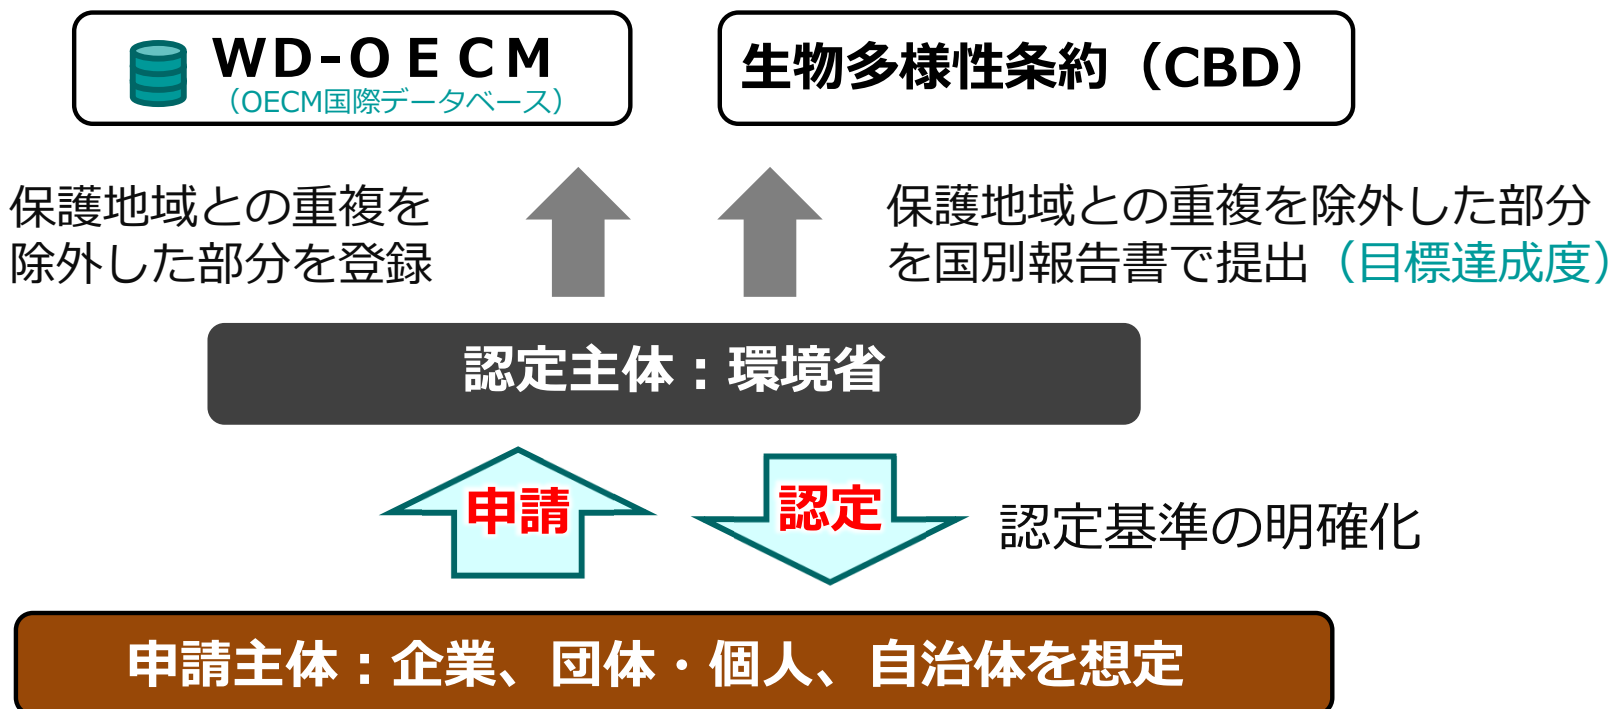 WD-OECM
（OECM国際データベース）
生物多様性条約（CBD）
保護地域との重複を
除外した部分を登録
保護地域との重複を除外した部分
を国別報告書で提出（目標達成度）
認定主体：環境省
申請
認定
認定基準の明確化
申請主体：企業、団体・個人、自治体を想定